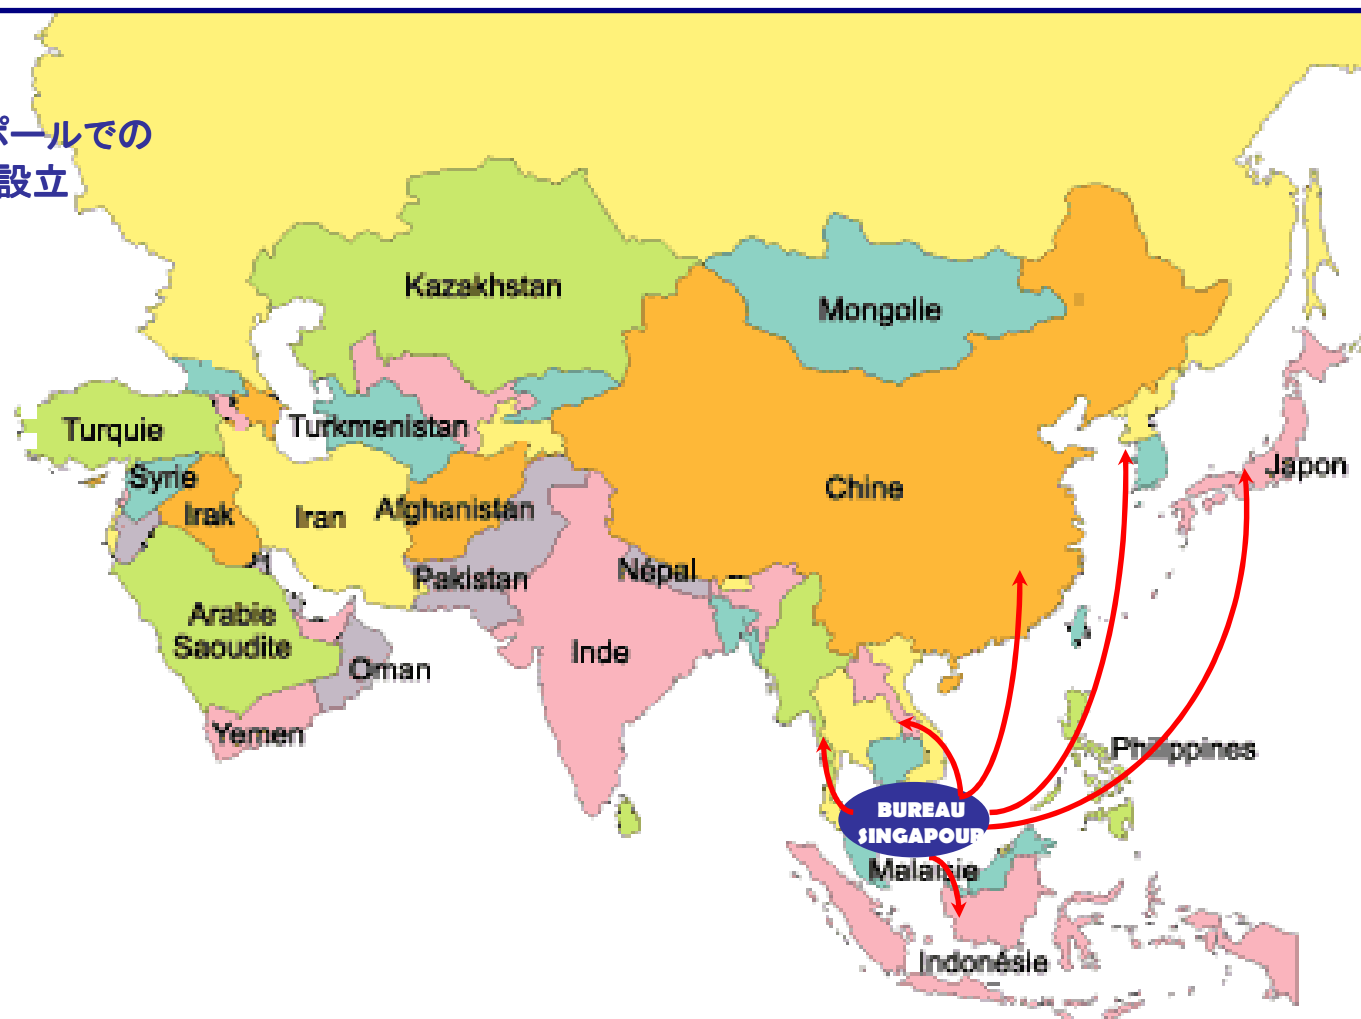 ポールでの
設立
Kazakhstan
Mongolie
Turquie
Turkmenistan
Syrie
Japon
Chine
Irak
Iran
Afghanistan
Népal
Pakistan
Arabie
Saoudite
Inde
Oman
Yemen
Philippines
BUREAU
SINGAPOUR
Malaisie
Indonésie